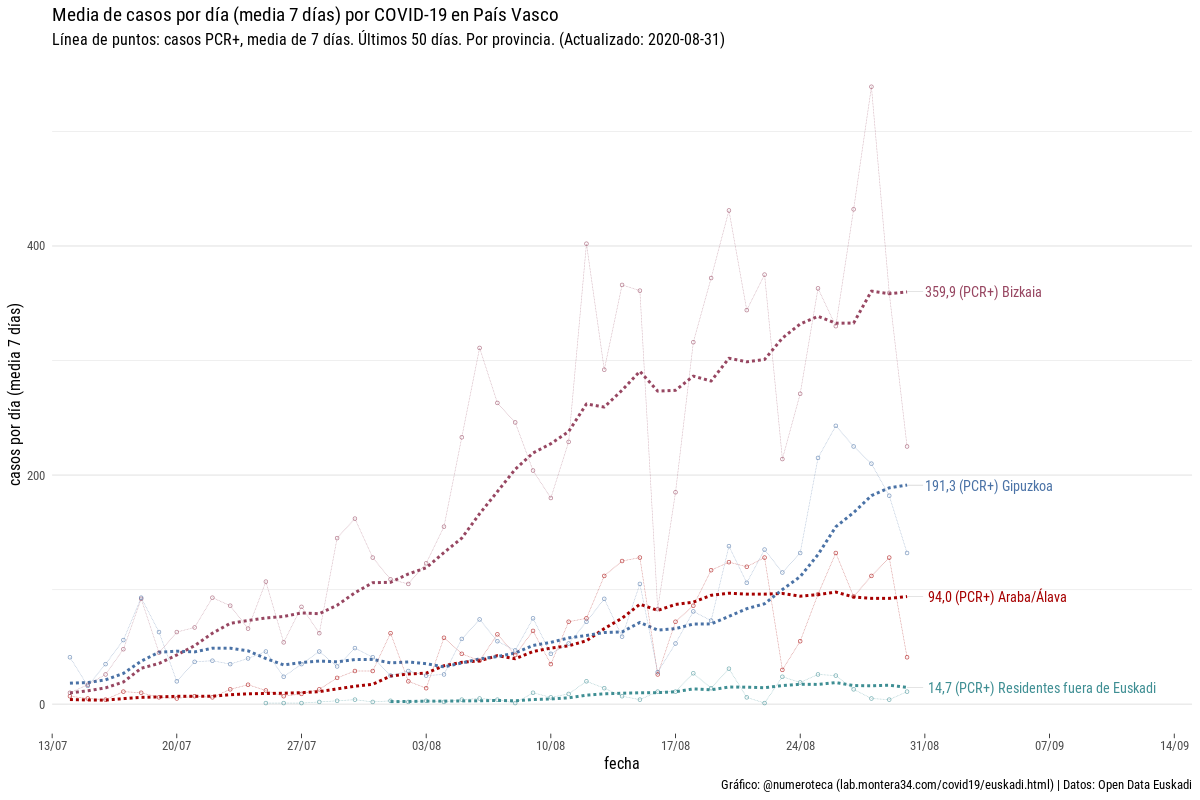 Media de casos por día (media 7 días) por COVID-19 en País Vasco
Línea de puntos: casos PCR+, media de 7 días. Últimos 50 días. Por provincia. (Actualizado: 2020-08-31)
casos por día (media 7 días)
400
200
0
359,9 (PCR+) Bizkaia
191,3 (PCR+) Gipuzkoa
94,0 (PCR+) Araba/Álava
14,7 (PCR+) Residentes fuera de Euskadi
13/07 20/07 27/07 03/08 10/08 17/08 24/08 31/08 07/09 14/09
fecha
Gráfico: @numeroteca (lab.montera34.com/covid19/euskadi.html) | Datos: Open Data Euskadi